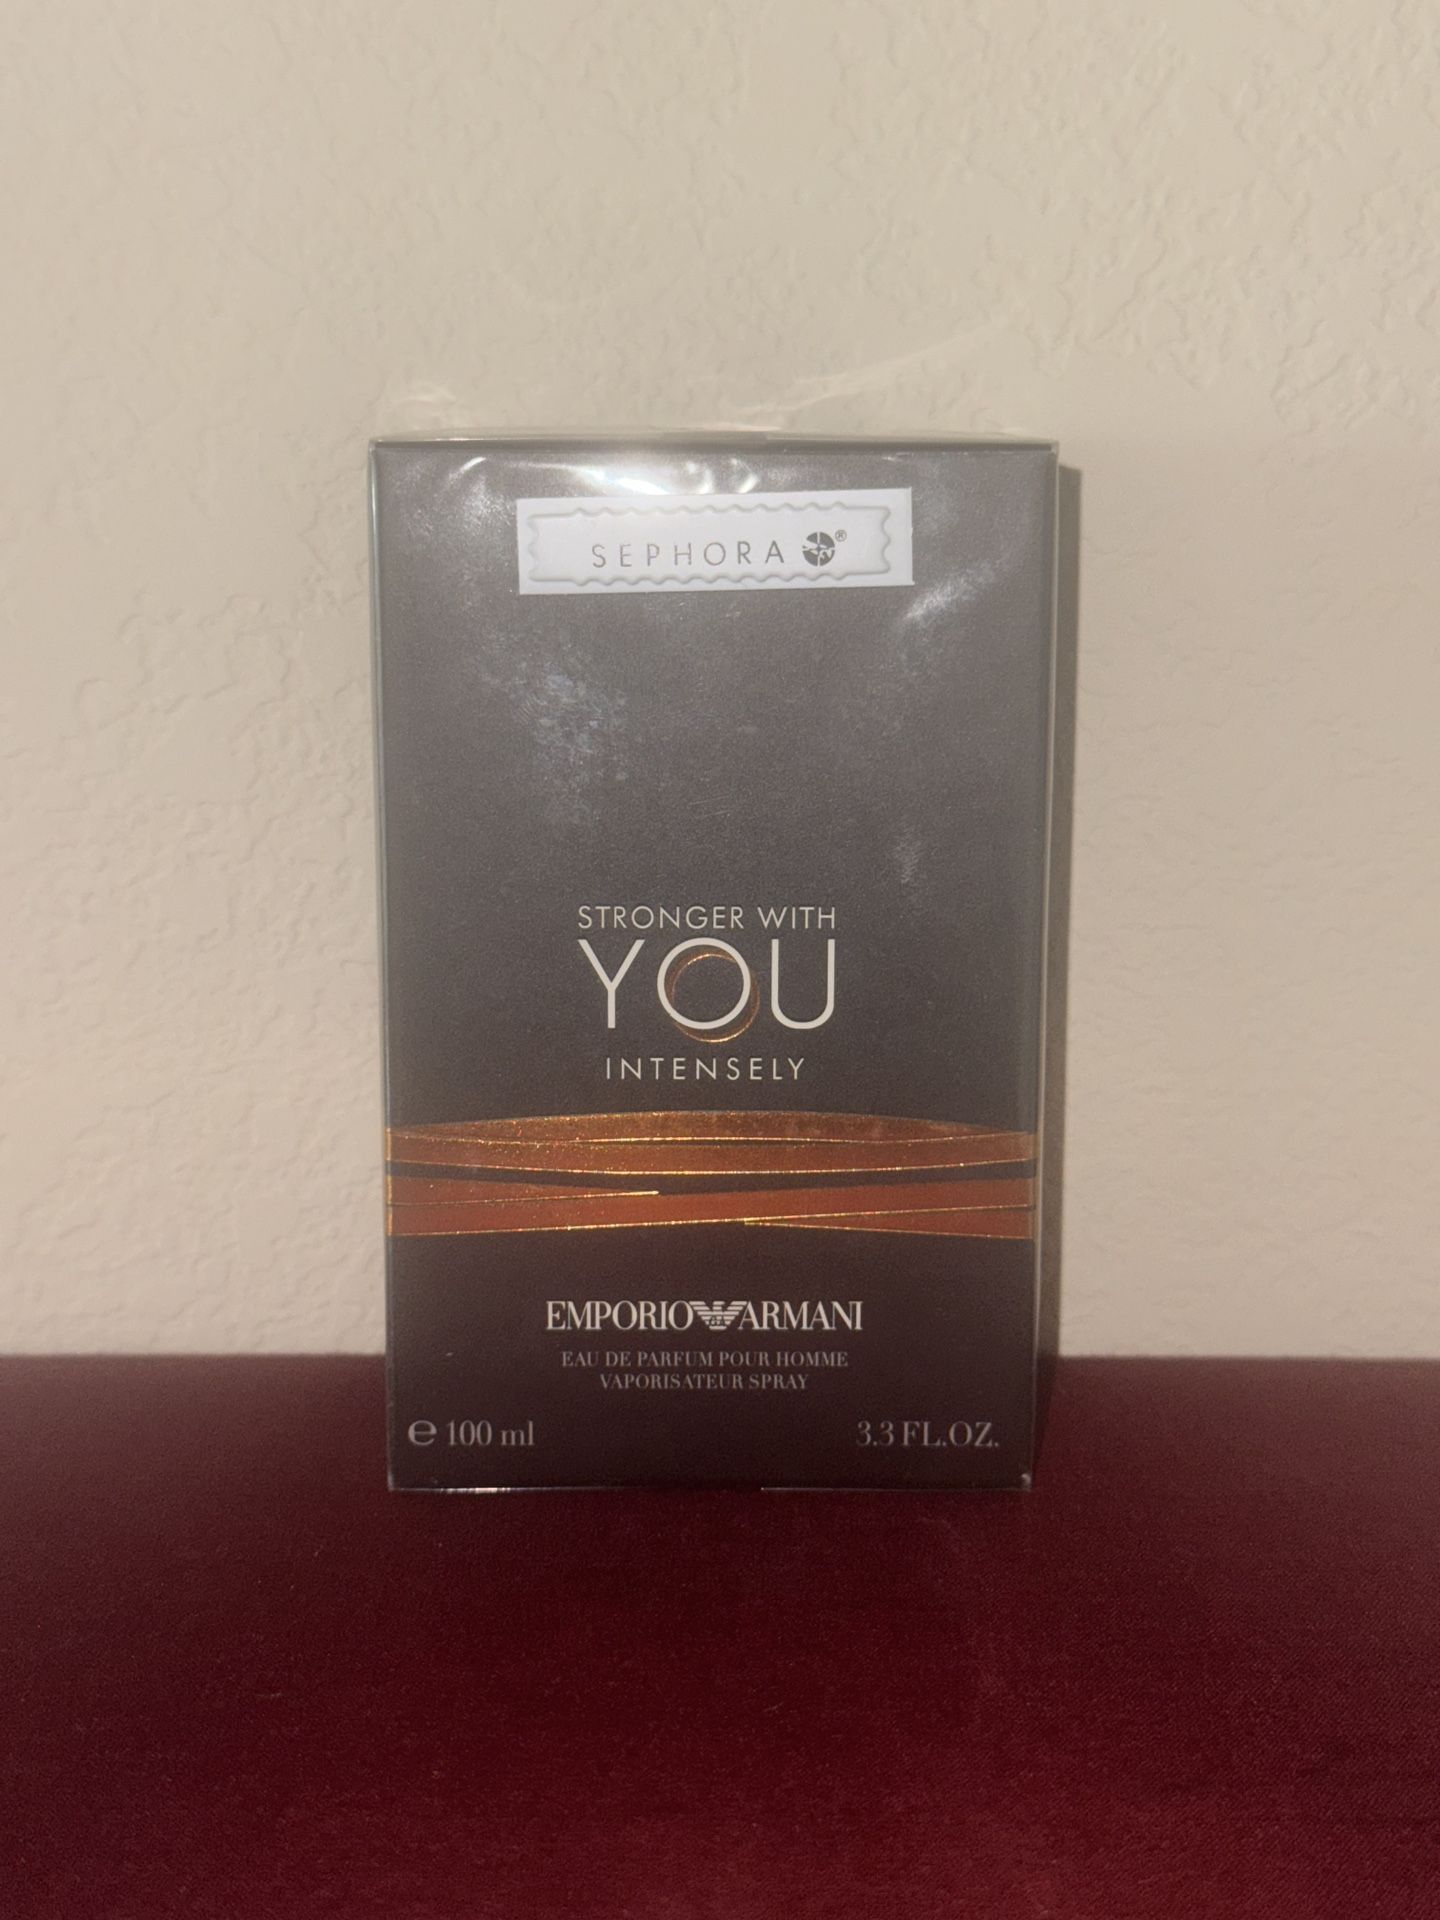 SEPHORA ®
STRONGER WITH
YOU
INTENSELY
EMPORIO ARMANI
EAU DE PARFUM POUR HOMME
VAPORISATEUR SPRAY
℮ 100 ml 3.3 FL.OZ.